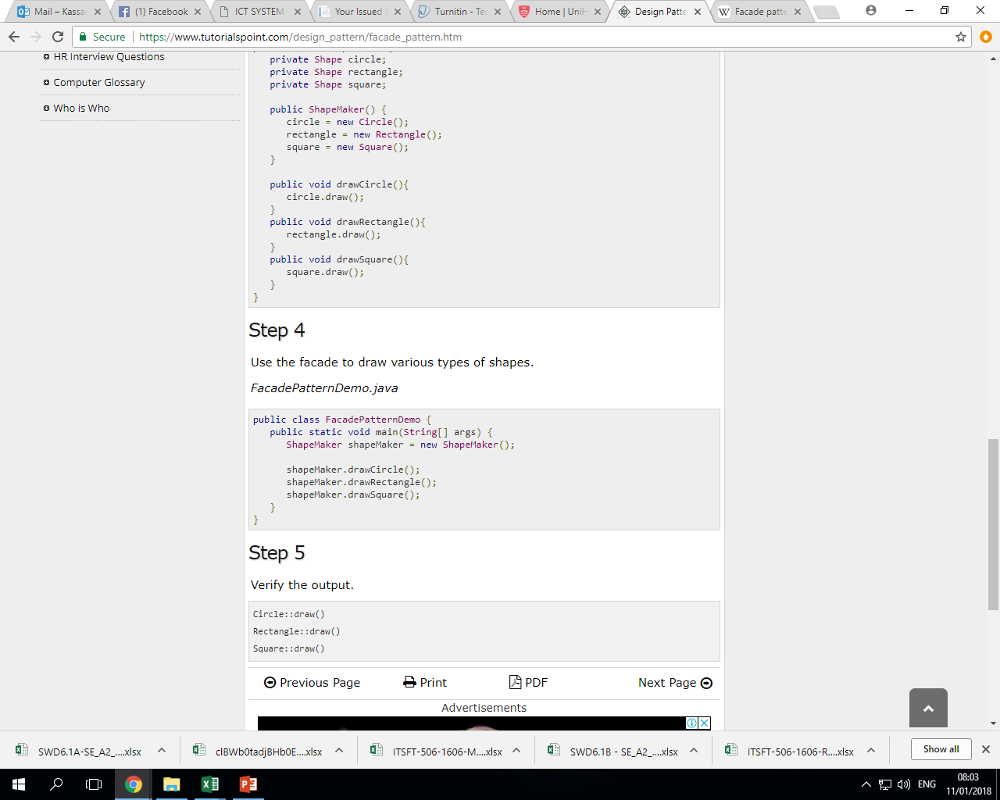 Mail – Kassa
(1) Facebook
ICT SYSTEM
Your Issued
Turnitin - Te
Home | UniH
Design Patte
Facade patte
Secure
https://www.tutorialspoint.com/design_pattern/facade_pattern.htm
HR Interview Questions
Computer Glossary
Who is Who
private Shape circle;
private Shape rectangle;
private Shape square;
public ShapeMaker() {
circle = new Circle();
rectangle = new Rectangle();
square = new Square();
}
public void drawCircle(){
circle.draw();
}
public void drawRectangle(){
rectangle.draw();
}
public void drawSquare(){
square.draw();
}
}
Step 4
Use the facade to draw various types of shapes.
FacadePatternDemo.java
public class FacadePatternDemo {
public static void main(String[] args) {
ShapeMaker shapeMaker = new ShapeMaker();
shapeMaker.drawCircle();
shapeMaker.drawRectangle();
shapeMaker.drawSquare();
}
}
Step 5
Verify the output.
Circle::draw()
Rectangle::draw()
Square::draw()
Previous Page
Print
PDF
Next Page
Advertisements
SWD6.1A-SE_A2_....xlsx
clBWb0tadjBHb0E....xlsx
ITSFT-506-1606-M....xlsx
SWD6.1B - SE_A2_....xlsx
ITSFT-506-1606-R....xlsx
Show all
ENG
08:03
11/01/2018